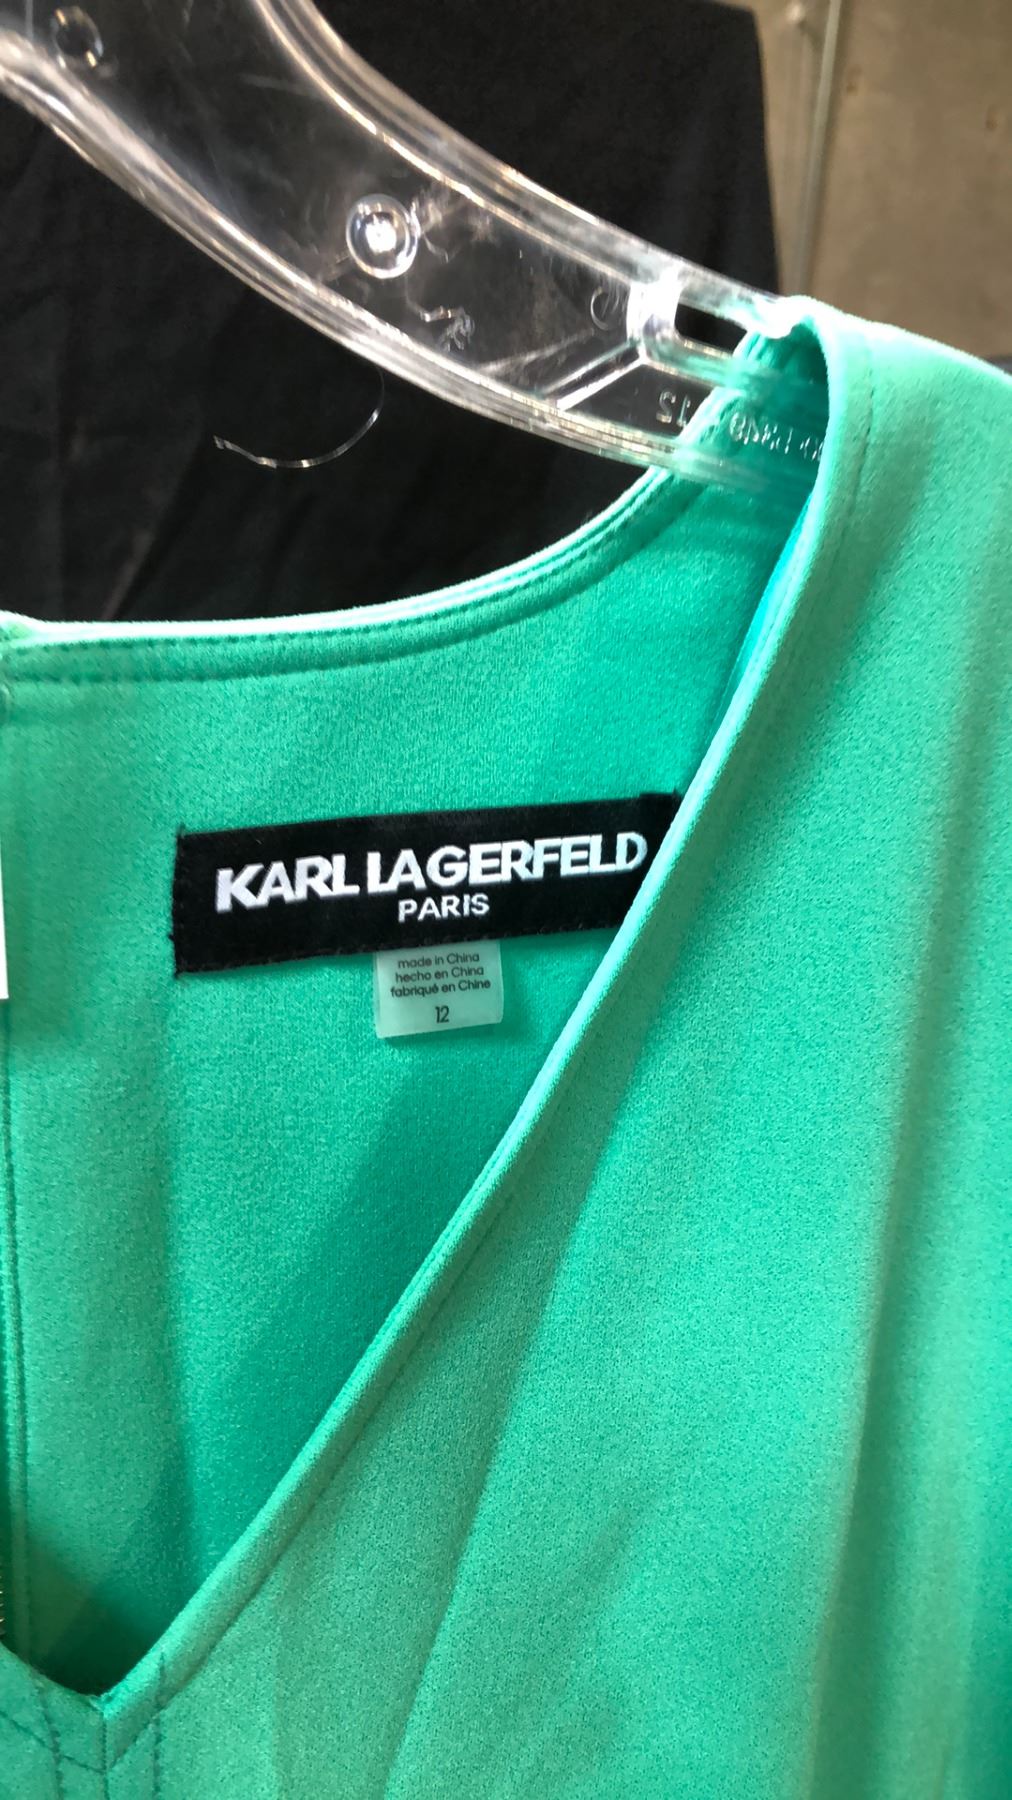 KARL LAGERFELD
PARIS
made in China
hecho en China
fabriqué en Chine
12